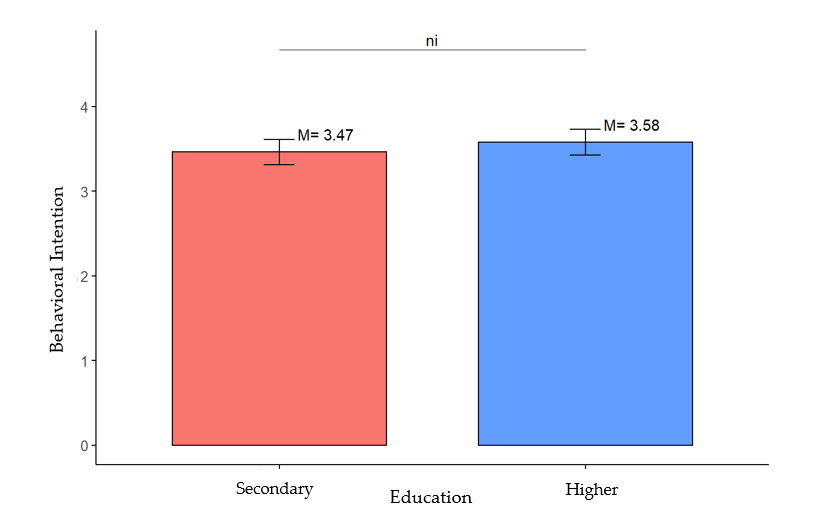 ni
M= 3.47
M= 3.58
4
3
2
1
0
Behavioral Intention
Secondary
Higher
Education